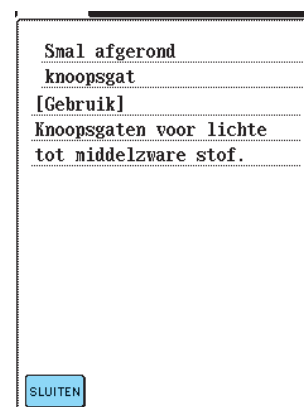 Smal afgerond
knoopsgat
[Gebruik]
Knoopsgaten voor lichte
tot middelzware stof.
SLUITEN